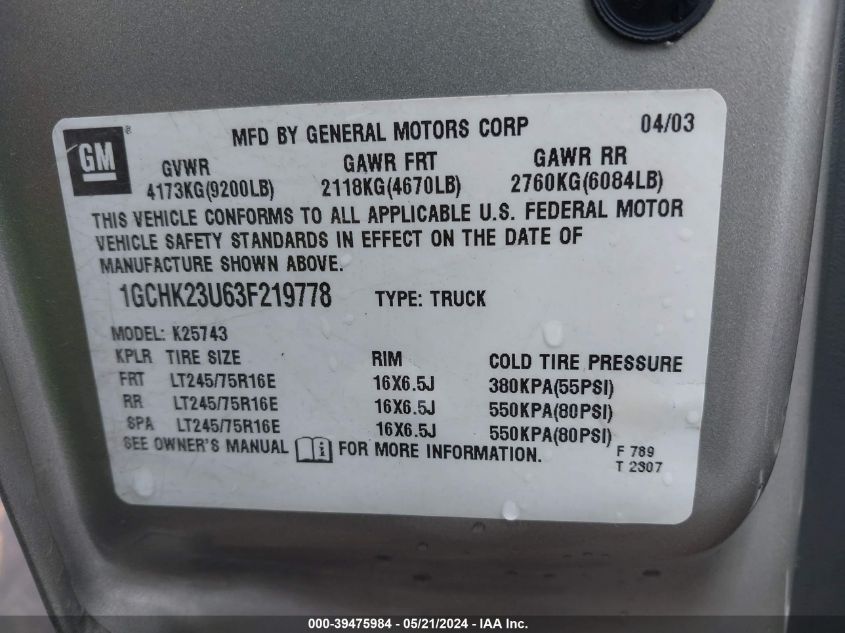 GM ®
MFD BY GENERAL MOTORS CORP 04/03
GVWR GAWR FRT GAWR RR
4173KG(9200LB) 2118KG(4670LB) 2760KG(6084LB)
THIS VEHICLE CONFORMS TO ALL APPLICABLE U.S. FEDERAL MOTOR
VEHICLE SAFETY STANDARDS IN EFFECT ON THE DATE OF
MANUFACTURE SHOWN ABOVE.
1GCHK23U63F219778 TYPE: TRUCK
MODEL: K25743
KPLR TIRE SIZE RIM COLD TIRE PRESSURE
FRT LT245/75R16E 16X6.5J 380KPA(55PSI)
RR LT245/75R16E 16X6.5J 550KPA(80PSI)
SPA LT245/75R16E 16X6.5J 550KPA(80PSI)
SEE OWNER'S MANUAL i FOR MORE INFORMATION.
F 789
T 2307
000-39475984 - 05/21/2024 - IAA Inc.